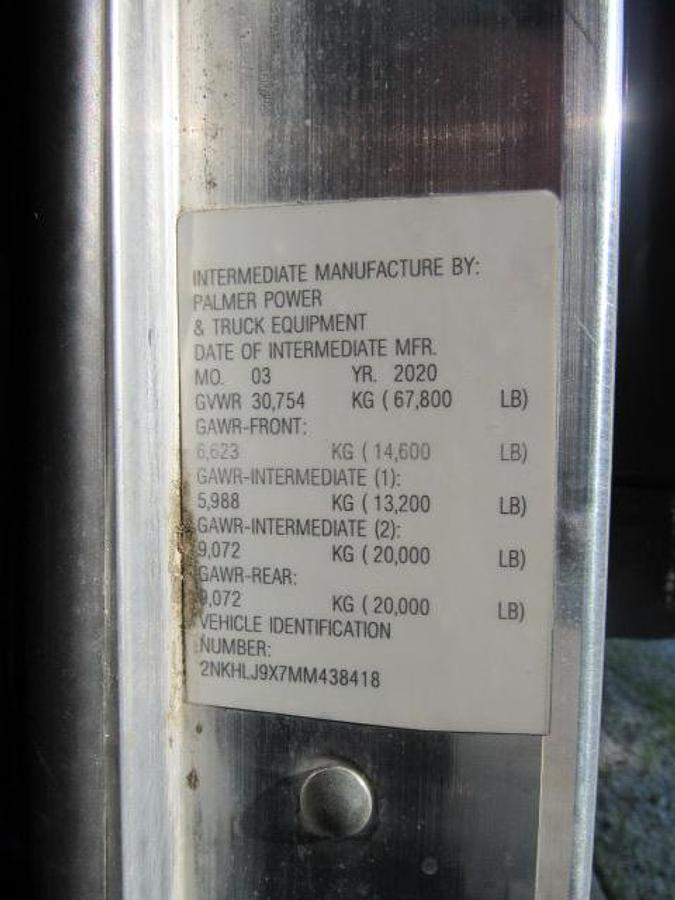 INTERMEDIATE MANUFACTURE BY:
PALMER POWER
& TRUCK EQUIPMENT
DATE OF INTERMEDIATE MFR.
MO. 03 YR. 2020
GVWR 30,754 KG ( 67,800 LB)
GAWR-FRONT:
6,623 KG ( 14,600 LB)
GAWR-INTERMEDIATE (1):
5,988 KG ( 13,200 LB)
GAWR-INTERMEDIATE (2):
9,072 KG ( 20,000 LB)
GAWR-REAR:
9,072 KG ( 20,000 LB)
VEHICLE IDENTIFICATION
NUMBER:
2NKHLJ9X7MM438418